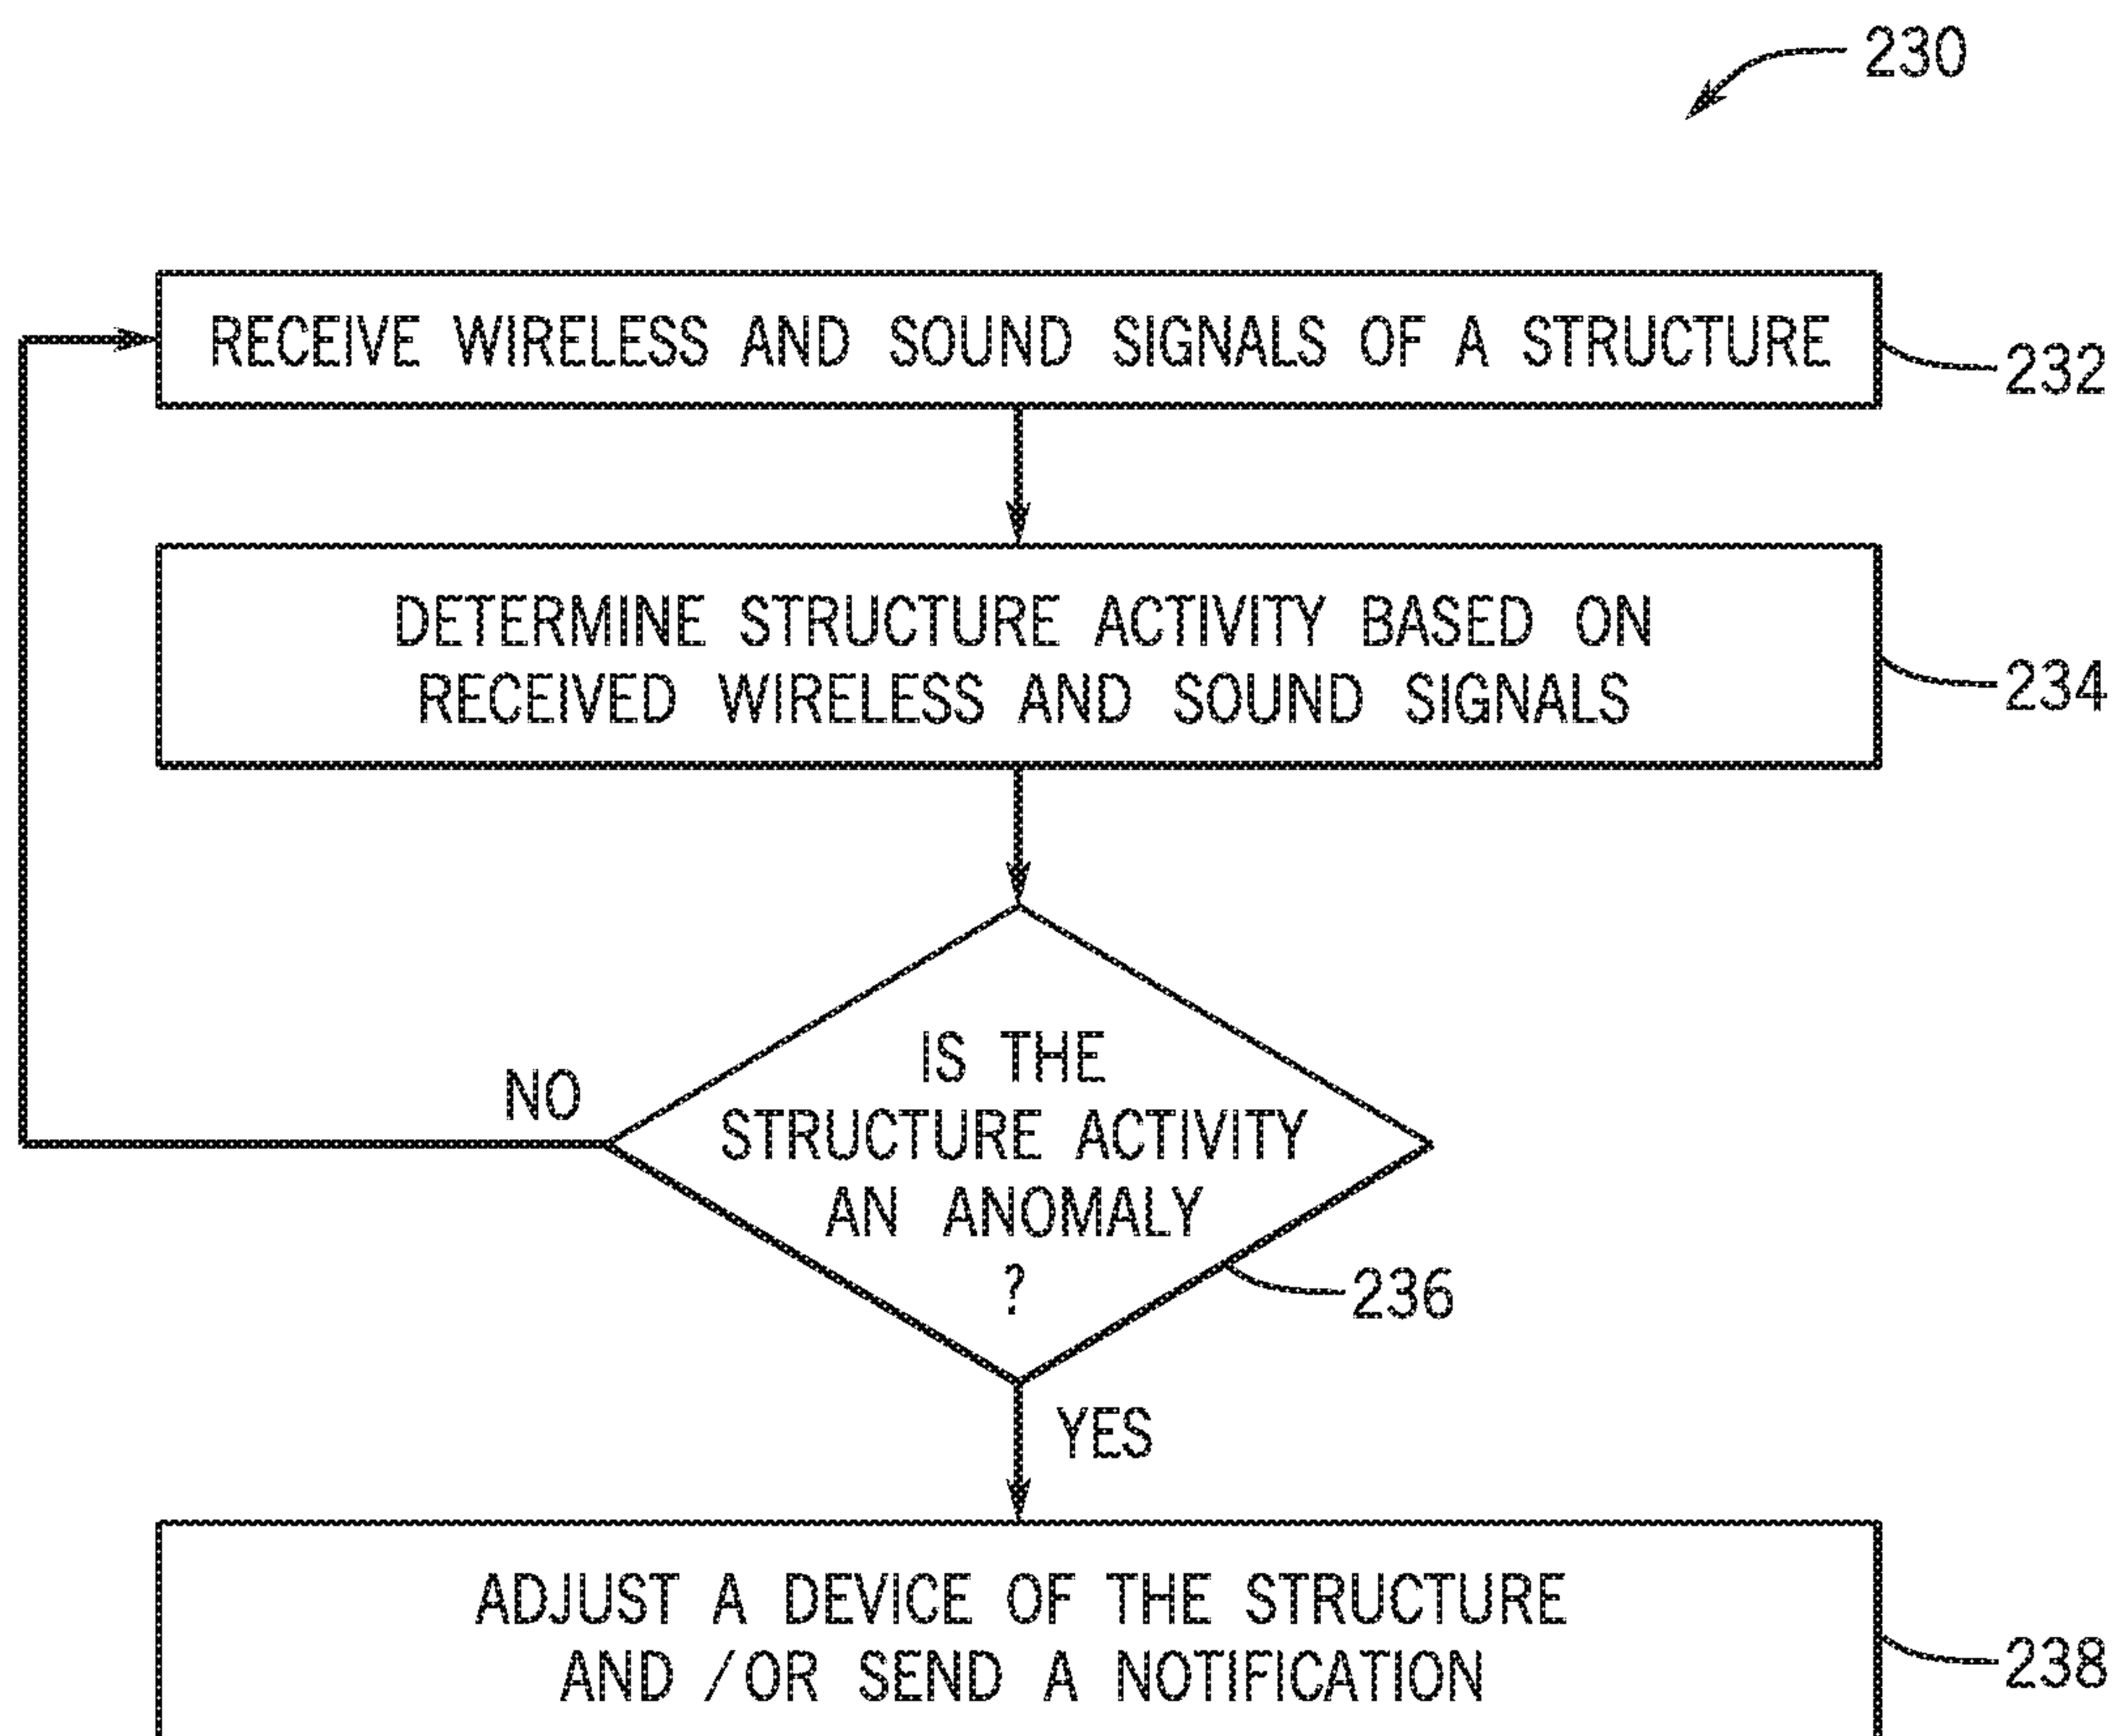 230
RECEIVE WIRELESS AND SOUND SIGNALS OF A STRUCTURE
232
DETERMINE STRUCTURE ACTIVITY BASED ON
RECEIVED WIRELESS AND SOUND SIGNALS
234
IS THE
STRUCTURE ACTIVITY
AN ANOMALY
?
NO
236
YES
ADJUST A DEVICE OF THE STRUCTURE
AND /OR SEND A NOTIFICATION
238